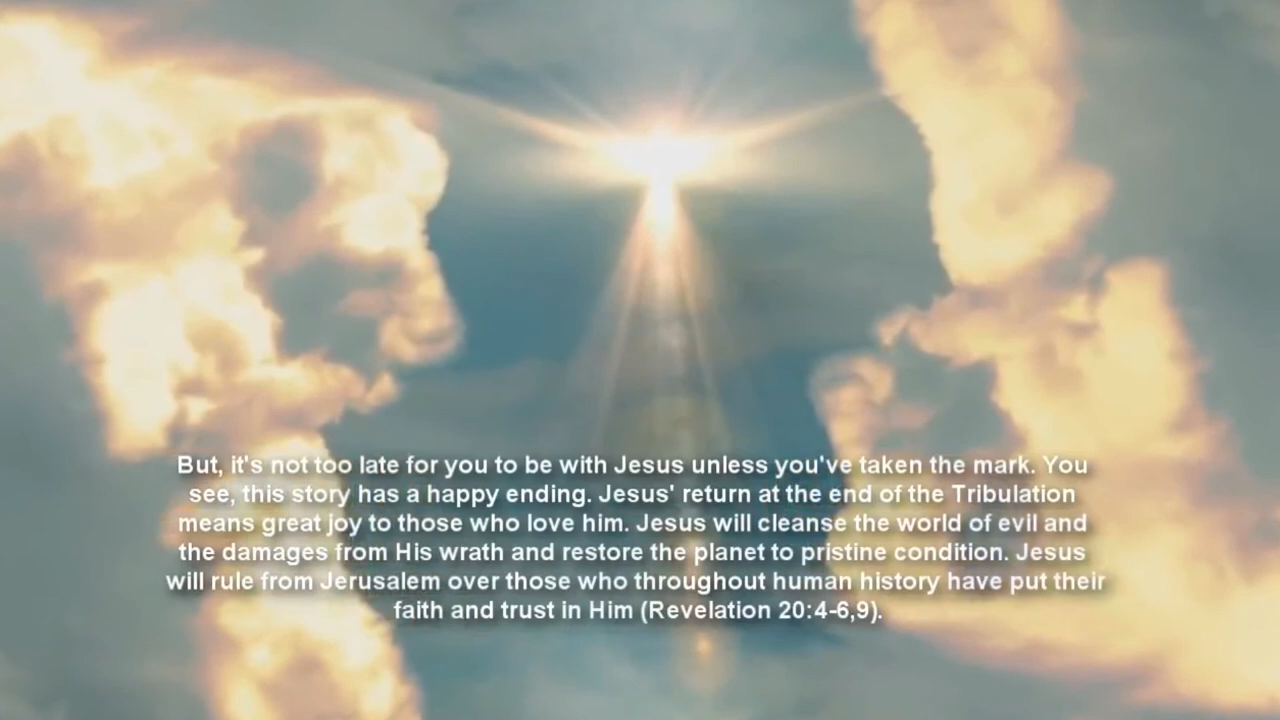 But, it's not too late for you to be with Jesus unless you've taken the mark. You
see, this story has a happy ending. Jesus' return at the end of the Tribulation
means great joy to those who love him. Jesus will cleanse the world of evil and
the damages from His wrath and restore the planet to pristine condition. Jesus
will rule from Jerusalem over those who throughout human history have put their
faith and trust in Him (Revelation 20:4-6,9).